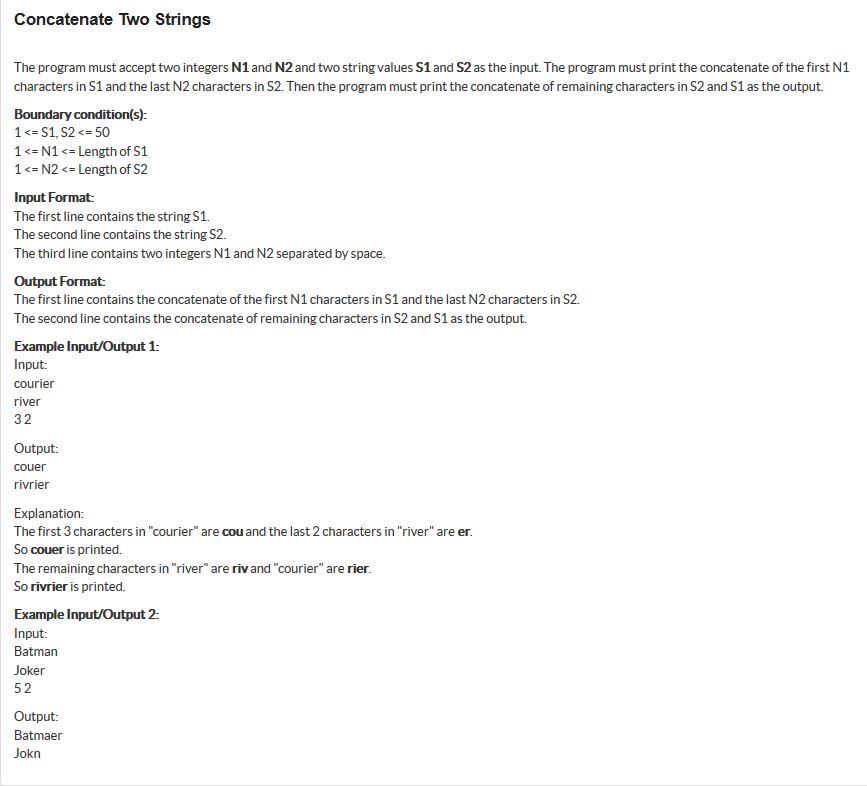 Concatenate Two Strings
The program must accept two integers N1 and N2 and two string values S1 and S2 as the input. The program must print the concatenate of the first N1
characters in S1 and the last N2 characters in S2. Then the program must print the concatenate of remaining characters in S2 and S1 as the output.
Boundary condition(s):
1 <= S1, S2 <= 50
1 <= N1 <= Length of S1
1 <= N2 <= Length of S2
Input Format:
The first line contains the string S1.
The second line contains the string S2.
The third line contains two integers N1 and N2 separated by space.
Output Format:
The first line contains the concatenate of the first N1 characters in S1 and the last N2 characters in S2.
The second line contains the concatenate of remaining characters in S2 and S1 as the output.
Example Input/Output 1:
Input:
courier
river
3 2
Output:
couer
rivrier
Explanation:
The first 3 characters in "courier" are cou and the last 2 characters in "river" are er.
So couer is printed.
The remaining characters in "river" are riv and "courier" are rier.
So rivrier is printed.
Example Input/Output 2:
Input:
Batman
Joker
5 2
Output:
Batmaer
Jokn